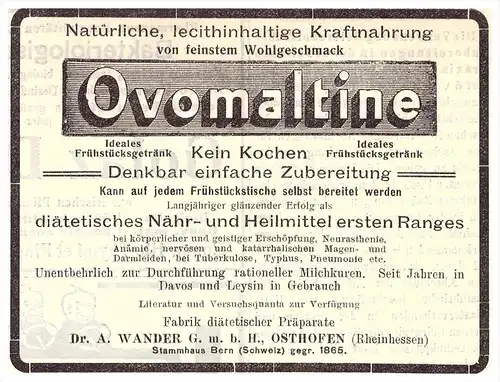 Natürliche, lecithinhaltige Kraftnahrung
von feinstem Wohlgeschmack
Ovomaltine
Ideales Frühstücksgetränk Kein Kochen Ideales Frühstücksgetränk
Denkbar einfache Zubereitung
Kann auf jedem Frühstückstische selbst bereitet werden
Langjähriger glänzender Erfolg als
diätetisches Nähr- und Heilmittel ersten Ranges
bei körperlicher und geistiger Erschöpfung, Neurasthenie,
Anämie, nervösen und katarrhalischen Magen- und
Darmleiden, bei Tuberkulose, Typhus, Pneumonie etc.
Unentbehrlich zur Durchführung rationeller Milchkuren. Seit Jahren in
Davos und Leysin in Gebrauch
Literatur und Versuchsquanta zur Verfügung
Fabrik diätetischer Präparate
Dr. A. WANDER G. m. b. H., OSTHOFEN (Rheinhessen)
Stammhaus Bern (Schweiz) gegr. 1865.